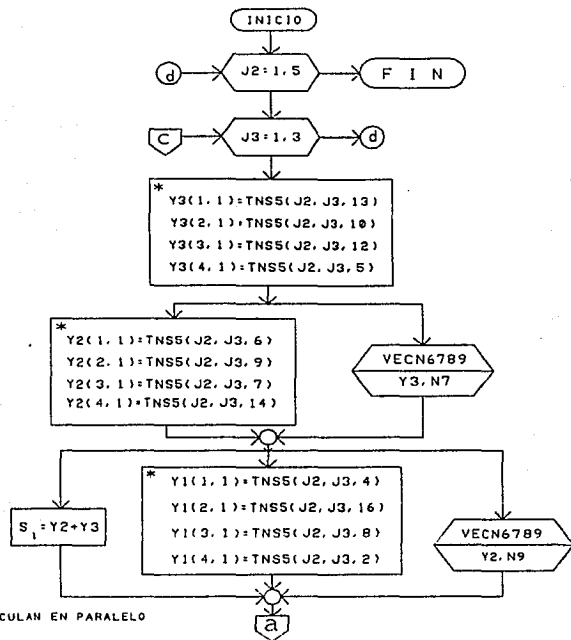 INICIO
d
J2=1,5
F I N
C
J3=1,3
d
*
Y3(1,1)=TNS5(J2,J3,13)
Y3(2,1)=TNS5(J2,J3,10)
Y3(3,1)=TNS5(J2,J3,12)
Y3(4,1)=TNS5(J2,J3,5)
*
Y2(1,1)=TNS5(J2,J3,6)
Y2(2,1)=TNS5(J2,J3,9)
Y2(3,1)=TNS5(J2,J3,7)
Y2(4,1)=TNS5(J2,J3,14)
VECN6789
Y3,N7
S1=Y2+Y3
*
Y1(1,1)=TNS5(J2,J3,4)
Y1(2,1)=TNS5(J2,J3,16)
Y1(3,1)=TNS5(J2,J3,8)
Y1(4,1)=TNS5(J2,J3,2)
VECN6789
Y2,N9
CULAN EN PARALELO
a